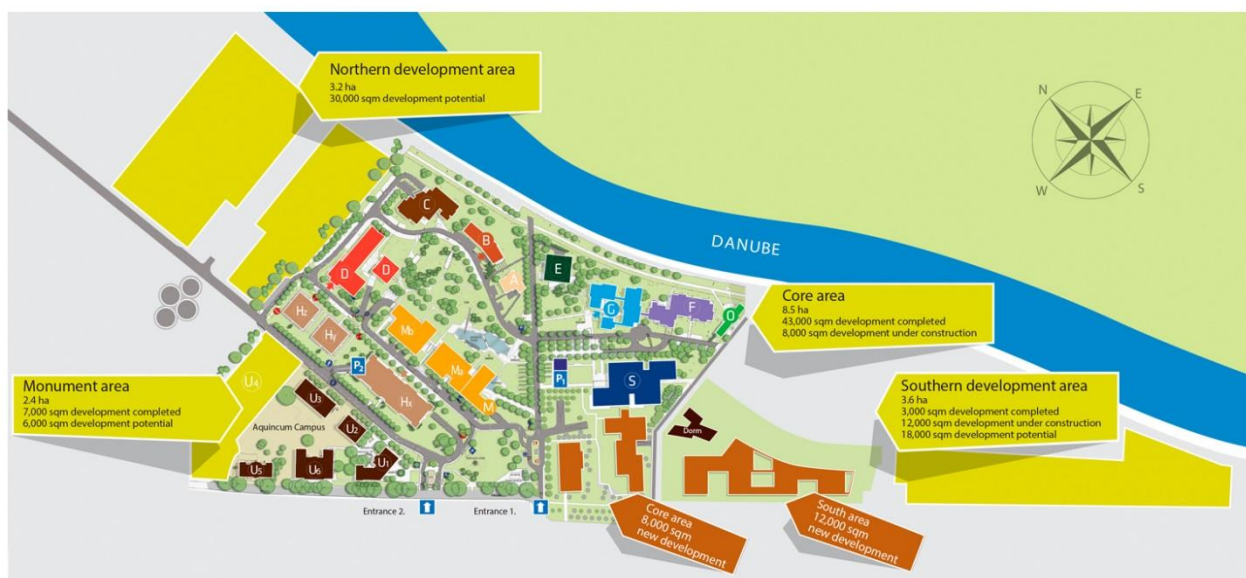 Northern development area
3.2 ha
30,000 sqm development potential
N
E
W
S
DANUBE
C
B
A
E
D
D
G
F
O
Core area
8.5 ha
43,000 sqm development completed
8,000 sqm development under construction
Hz
Hy
Mb
Ma
M
P2
Hx
P1
S
Monument area
2.4 ha
7,000 sqm development completed
6,000 sqm development potential
U4
U3
Aquincum Campus
U2
U5
U6
U1
Southern development area
3.6 ha
3,000 sqm development completed
12,000 sqm development under construction
18,000 sqm development potential
Dorm
Entrance 2.
Entrance 1.
Core area
8,000 sqm
new development
South area
12,000 sqm
new development